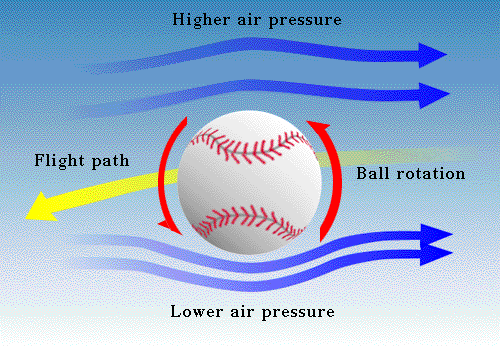 Higher air pressure
Flight path
Ball rotation
Lower air pressure